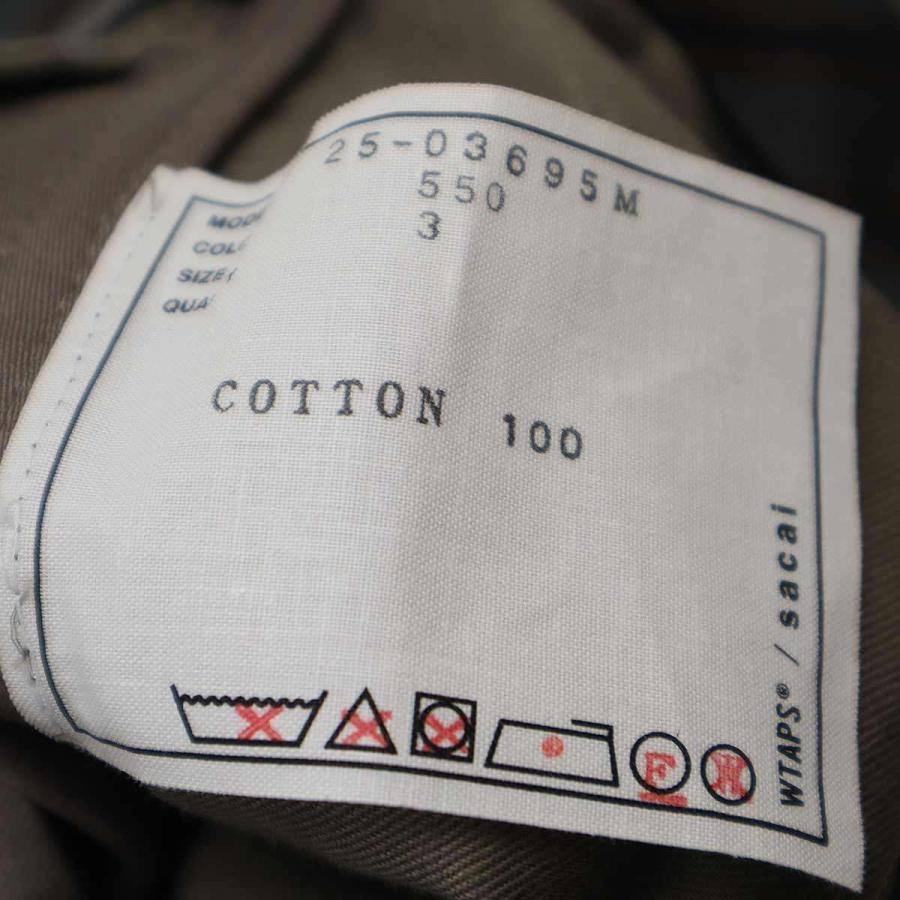 25-03695M
550
3
COTTON 100
WTAPS® / sacai
F